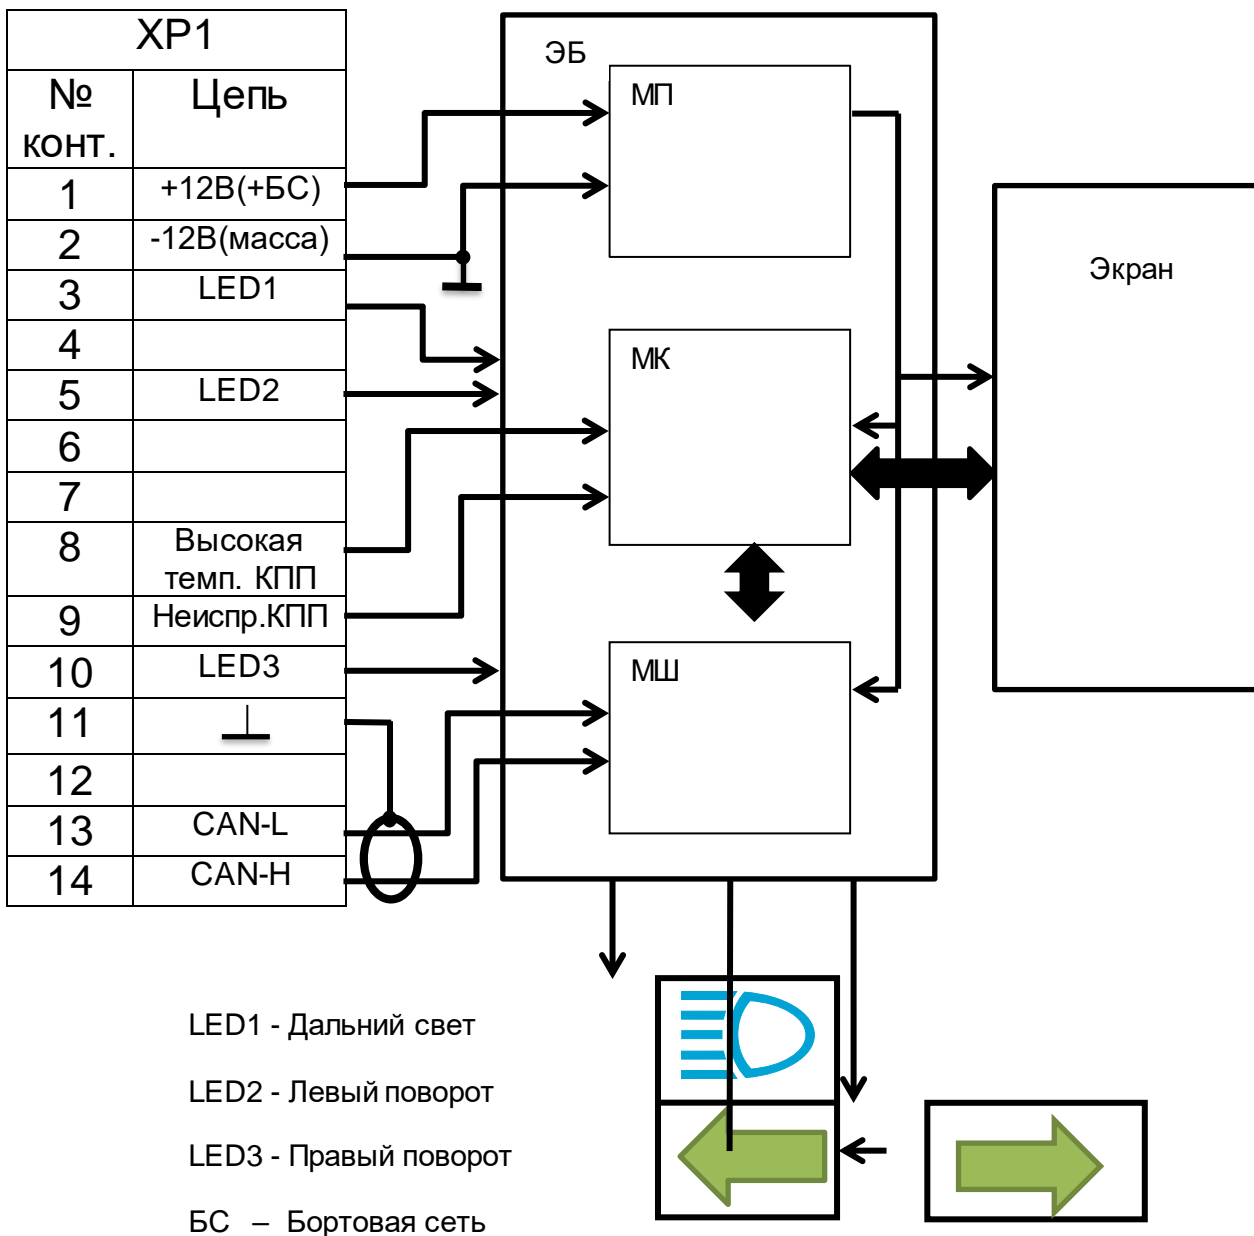 XP1
№ конт. Цепь
1 +12В(+БС)
2 -12В(масса)
3 LED1
4
5 LED2
6
7
8 Высокая
темп. КПП
9 Неиспр.КПП
10 LED3
11
12
13 CAN-L
14 CAN-H
ЭБ
МП
МК
МШ
Экран
LED1 - Дальний свет
LED2 - Левый поворот
LED3 - Правый поворот
БС – Бортовая сеть